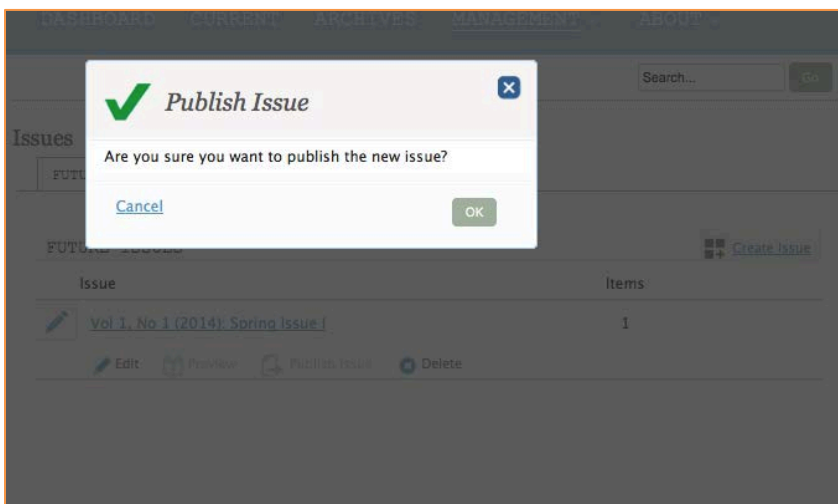 DASHBOARD CURRENT ARCHIVES MANAGEMENT ABOUT
Search... Go
Publish Issue
Issues
Are you sure you want to publish the new issue?
FUTU
Cancel OK
FUTURE ISSUES Create Issue
Issue Items
Vol 1, No 1 (2014): Spring Issue I 1
Edit Preview Publish Issue Delete